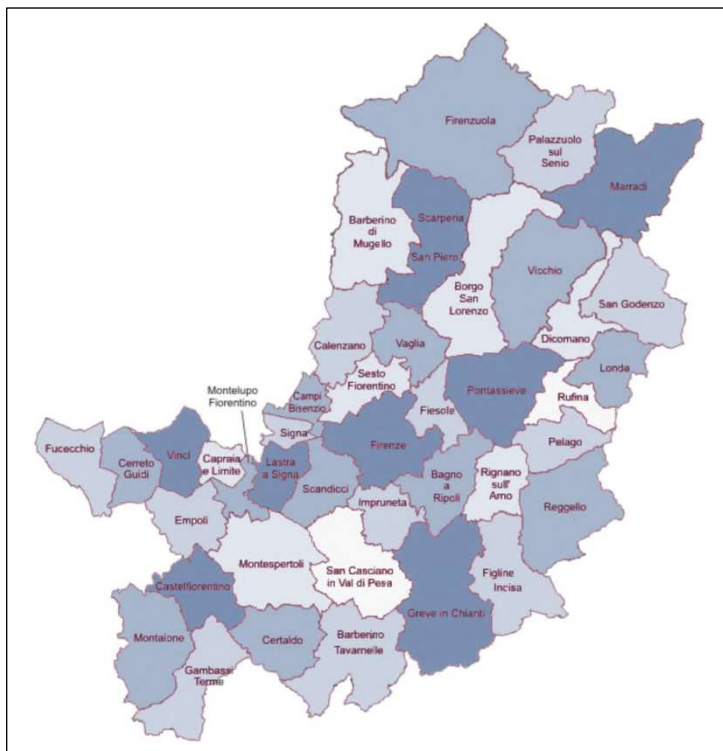 Firenzuola
Palazzuolo
sul
Senio
Marradi
Scarperia
San Piero
Barberino
di
Mugello
Vicchio
Borgo
San
Lorenzo
San Godenzo
Dicomano
Calenzano
Vaglia
Londa
Sesto
Fiorentino
Pontassieve
Rufina
Montelupo
Fiorentino
Campi
Bisenzio
Fiesole
Signa
Firenze
Pelago
Fucecchio
Cerreto
Guidi
Vinci
Capraia
e Limite
Lastra
a Signa
Scandicci
Bagno
a
Ripoli
Rignano
sull'
Arno
Impruneta
Reggello
Empoli
Montespertoli
San Casciano
in Val di Pesa
Figline
Incisa
Castelfiorentino
Greve in Chianti
Montaione
Certaldo
Barberino
Tavarnelle
Gambassi
Terme